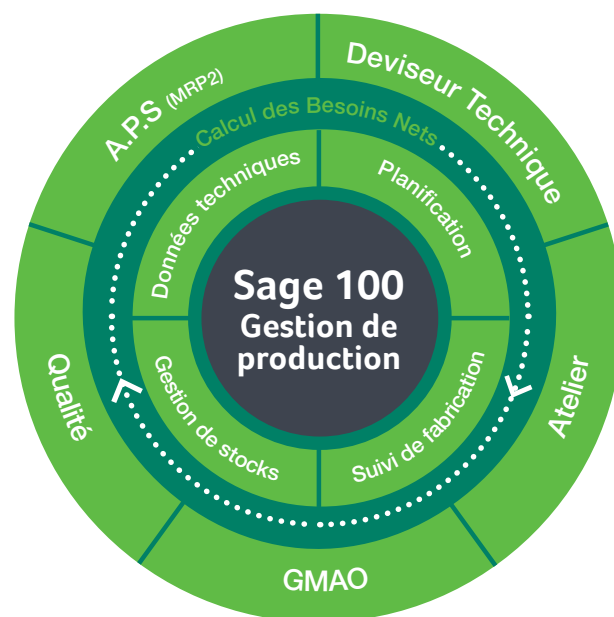 A.P.S (MRP2)
Deviseur Technique
Calcul des Besoins Nets
Données techniques
Planification
Sage 100
Gestion de
production
Qualité
Gestion de stocks
Suivi de fabrication
Atelier
GMAO